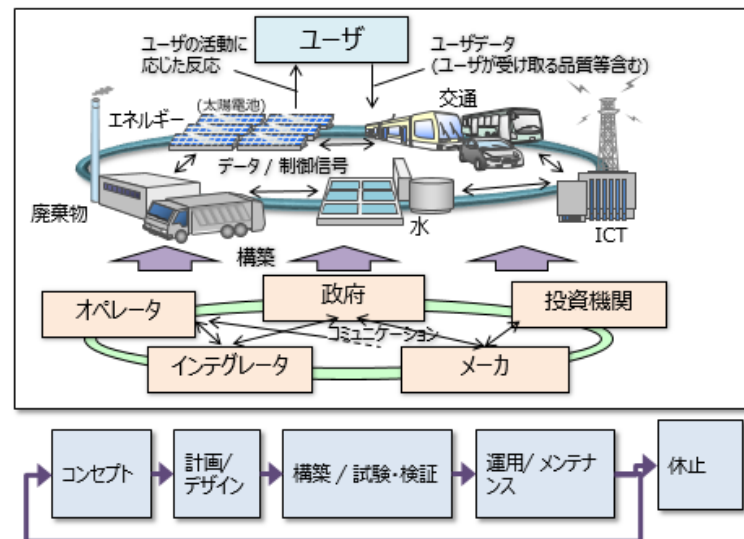 ユーザ
ユーザの活動に
応じた反応
ユーザデータ
(ユーザが受け取る品質等含む)
交通
エネルギー
(太陽電池)
データ / 制御信号
廃棄物
水
ICT
構築
オペレータ
政府
投資機関
コミュニケーション
インテグレータ
メーカ
コンセプト
計画/
デザイン
構築 / 試験・検証
運用/ メンテナ
ンス
休止